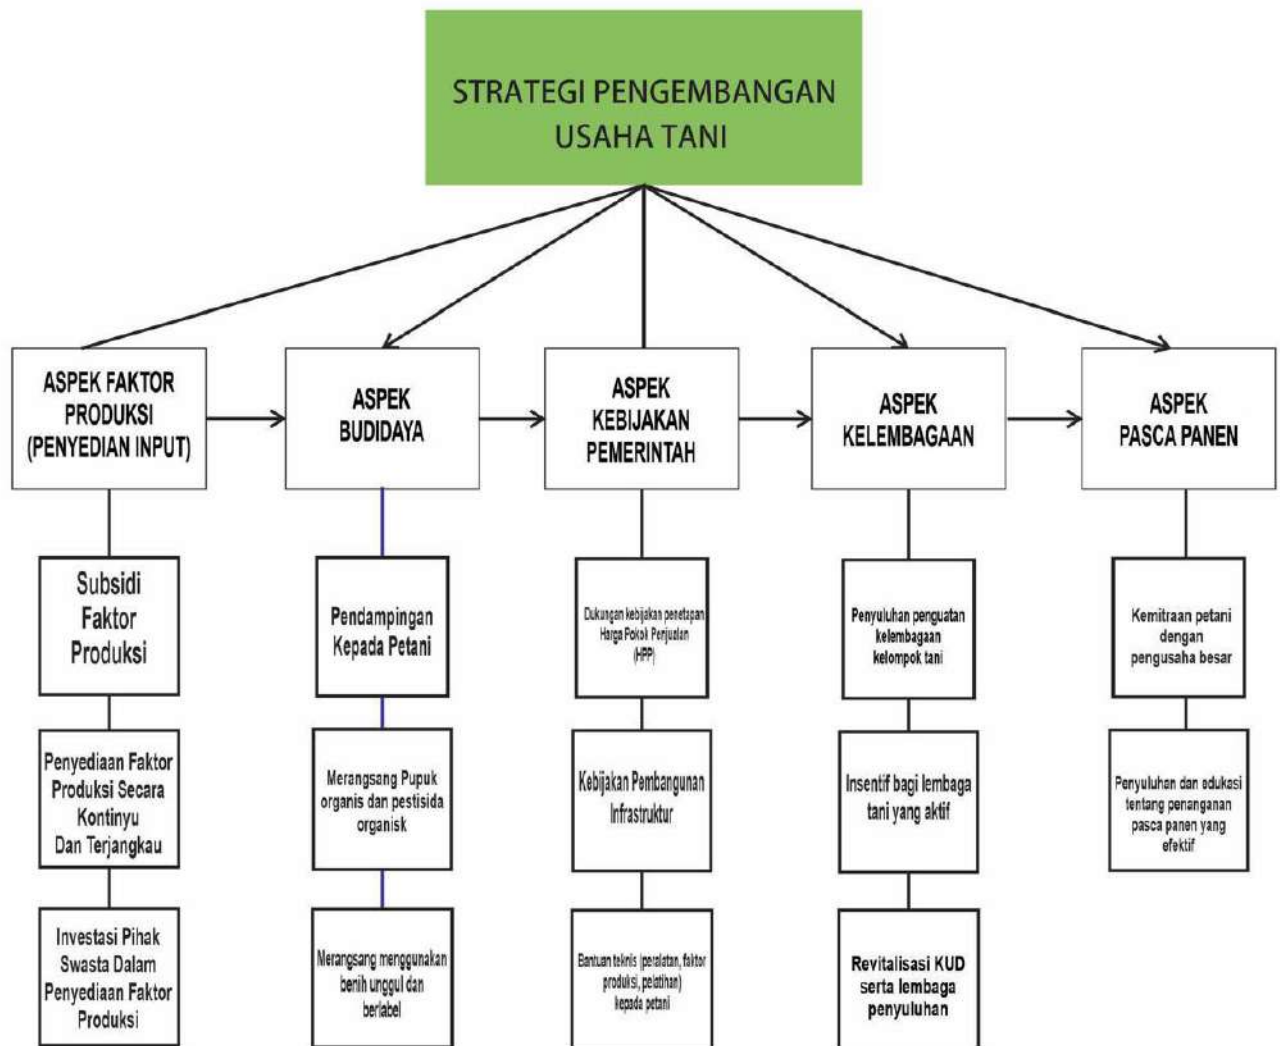 STRATEGI PENGEMBANGAN
USAHA TANI
ASPEK FAKTOR
PRODUKSI
(PENYEDIAN INPUT)
ASPEK
BUDIDAYA
ASPEK
KEBIJAKAN
PEMERINTAH
ASPEK
KELEMBAGAAN
ASPEK
PASCA PANEN
Subsidi
Faktor
Produksi
Pendampingan
Kepada Petani
Dukungan kebijakan penetapan
Harga Pokok Penjualan
(HPP)
Penyuluhan penguatan
kelembagaan
kelompok tani
Kemitraan petani
dengan
pengusaha besar
Penyediaan Faktor
Produksi Secara
Kontinyu
Dan Terjangkau
Merangsang Pupuk
organis dan pestisida
organisk
Kebijakan Pembangunan
Infrastruktur
Insentif bagi lembaga
tani yang aktif
Penyuluhan dan edukasi
tentang penanganan
pasca panen yang
efektif
Investasi Pihak
Swasta Dalam
Penyediaan Faktor
Produksi
Merangsang menggunakan
benih unggul dan
berlabel
Bantuan teknis (peralatan, faktor
produksi, pelatihan)
kepada petani
Revitalisasi KUD
serta lembaga
penyuluhan